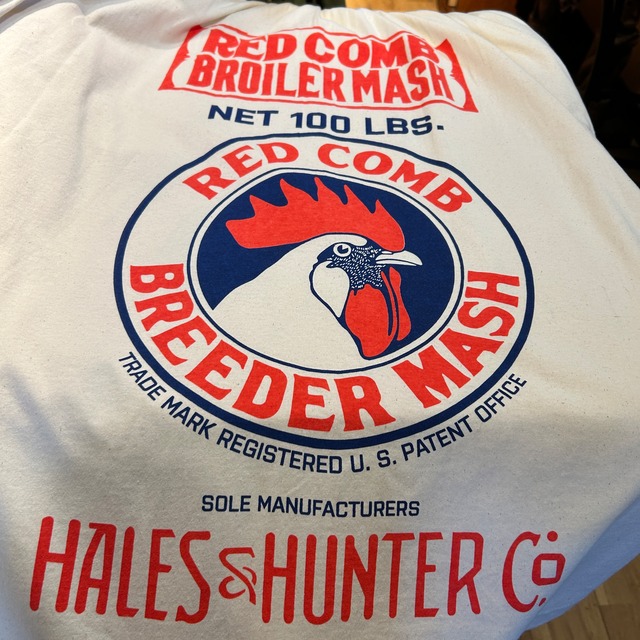 RED COMB
BROILER MASH
NET 100 LBS.
RED COMB
BREEDER MASH
TRADE MARK REGISTERED U. S. PATENT OFFICE
SOLE MANUFACTURERS
HALES & HUNTER Co.